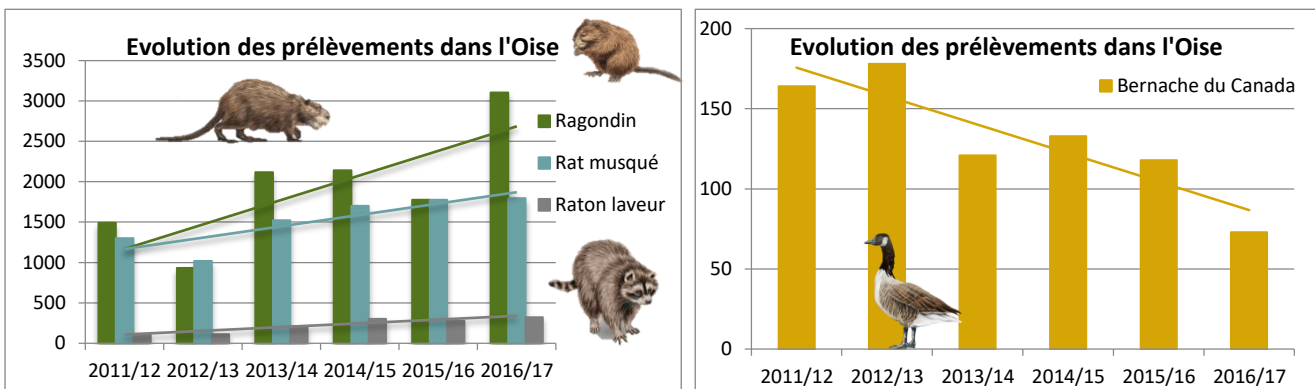 Evolution des prélèvements dans l'Oise
3500
3000
2500
2000
1500
1000
500
0
Ragondin
Rat musqué
Raton laveur
2011/12 2012/13 2013/14 2014/15 2015/16 2016/17
Evolution des prélèvements dans l'Oise
200
150
100
50
0
Bernache du Canada
2011/12 2012/13 2013/14 2014/15 2015/16 2016/17